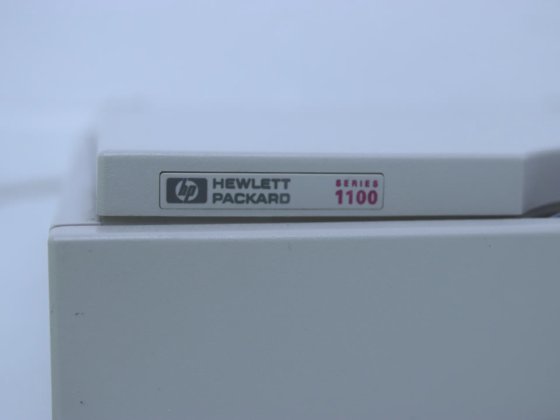 hp HEWLETT
PACKARD
SERIES
1100